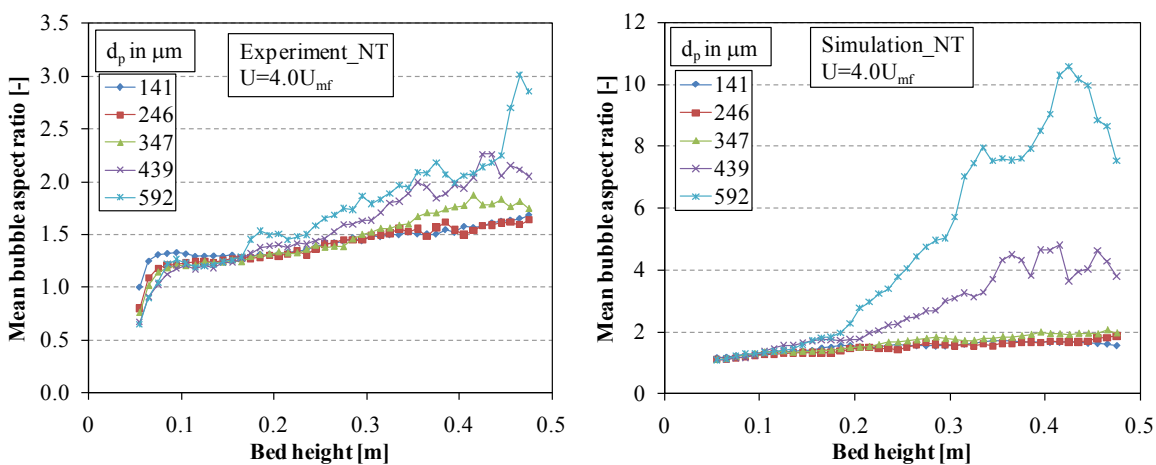 Mean bubble aspect ratio [-]
3.5
3.0
2.5
2.0
1.5
1.0
0.5
0.0
dp in μm
141
246
347
439
592
Experiment_NT
U=4.0Umf
0 0.1 0.2 0.3 0.4 0.5
Bed height [m]
Mean bubble aspect ratio [-]
12
10
8
6
4
2
0
dp in μm
141
246
347
439
592
Simulation_NT
U=4.0Umf
0 0.1 0.2 0.3 0.4 0.5
Bed height [m]